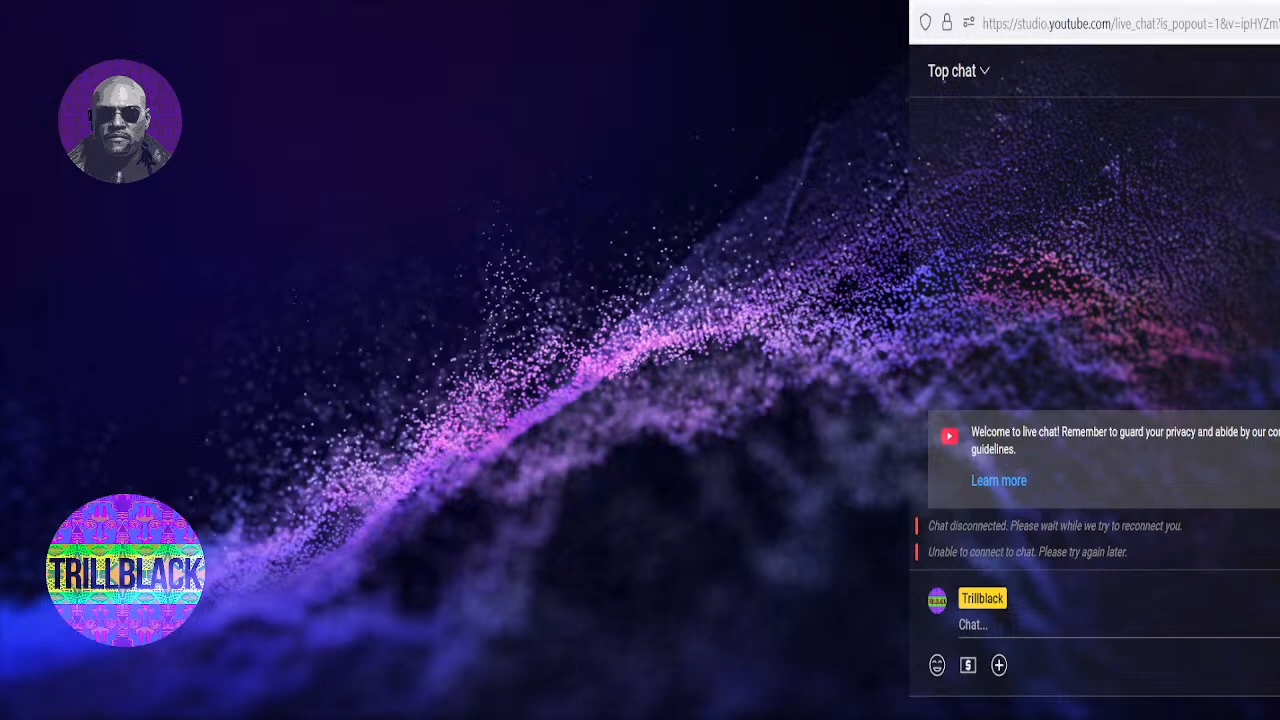 https://studio.youtube.com/live_chat?is_popout=1&v=ipHYZm
Top chat
Welcome to live chat! Remember to guard your privacy and abide by our
guidelines.
Learn more
Chat disconnected. Please wait while we try to reconnect you.
Unable to connect to chat. Please try again later.
TRILLBLACK
Trillblack
Chat...